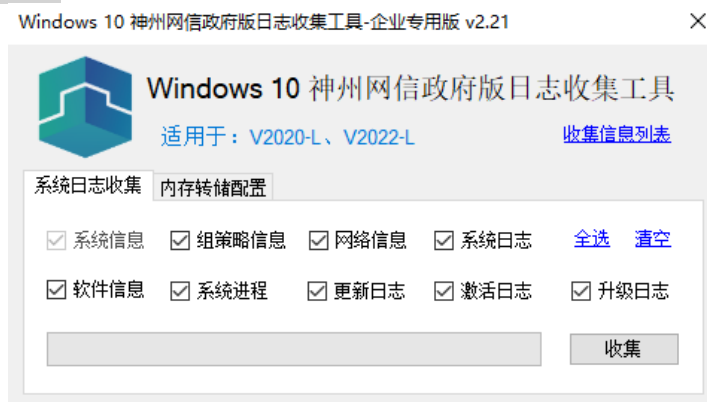 Windows 10 神州网信政府版日志收集工具-企业专用版 v2.21
Windows 10 神州网信政府版日志收集工具
适用于：V2020-L、V2022-L
收集信息列表
系统日志收集 内存转储配置
系统信息 组策略信息 网络信息 系统日志 全选 清空
软件信息 系统进程 更新日志 激活日志 升级日志
收集